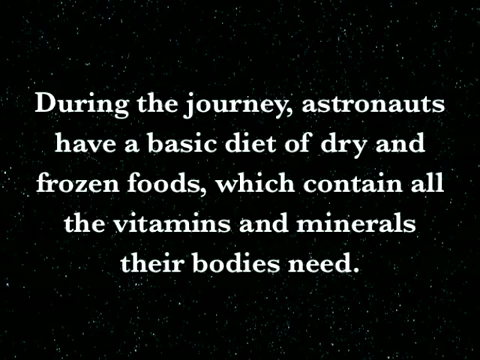 During the journey, astronauts
have a basic diet of dry and
frozen foods, which contain all
the vitamins and minerals
their bodies need.